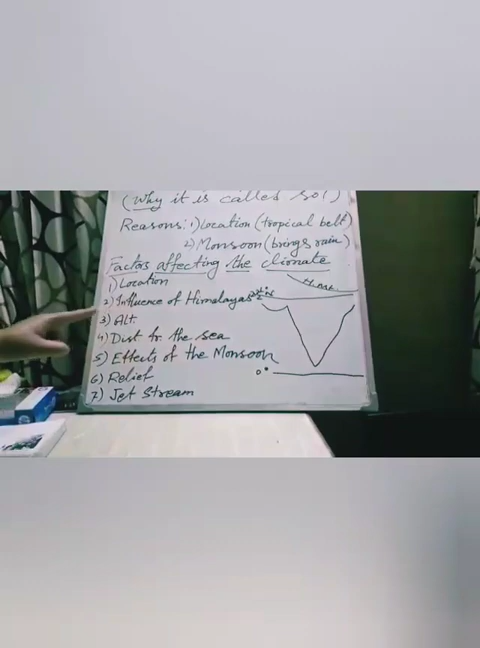 (Why it is called so?)
Reasons: 1) Location (tropical belt)
2) Monsoon (brings rain)
Factors affecting the climate
1) Location
2) Influence of Himalayas
3) Alt.
4) Dist fr. the sea
5) Effects of the Monsoon
6) Relief
7) Jet Stream
0°